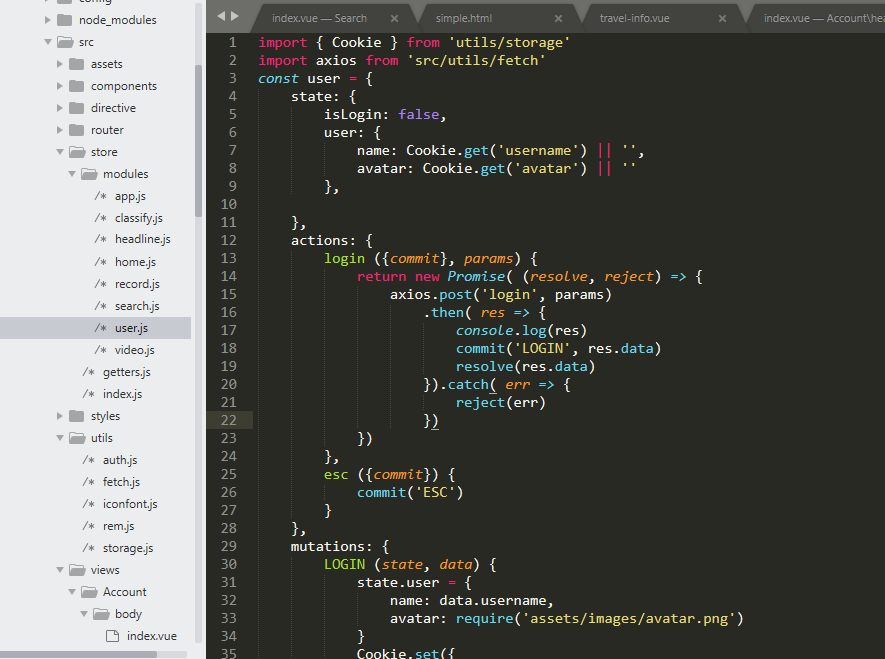 config
node_modules
src
assets
components
directive
router
store
modules
app.js
classify.js
headline.js
home.js
record.js
search.js
user.js
video.js
getters.js
index.js
styles
utils
auth.js
fetch.js
iconfont.js
rem.js
storage.js
views
Account
body
index.vue
index.vue — Search × simple.html × travel-info.vue × index.vue — Account\hea
1 import { Cookie } from 'utils/storage'
2 import axios from 'src/utils/fetch'
3 const user = {
4 state: {
5 isLogin: false,
6 user: {
7 name: Cookie.get('username') || '',
8 avatar: Cookie.get('avatar') || ''
9 },
10
11 },
12 actions: {
13 login ({commit}, params) {
14 return new Promise( (resolve, reject) => {
15 axios.post('login', params)
16 .then( res => {
17 console.log(res)
18 commit('LOGIN', res.data)
19 resolve(res.data)
20 }).catch( err => {
21 reject(err)
22 })
23 })
24 },
25 esc ({commit}) {
26 commit('ESC')
27 }
28 },
29 mutations: {
30 LOGIN (state, data) {
31 state.user = {
32 name: data.username,
33 avatar: require('assets/images/avatar.png')
34 }
35 Cookie.set({